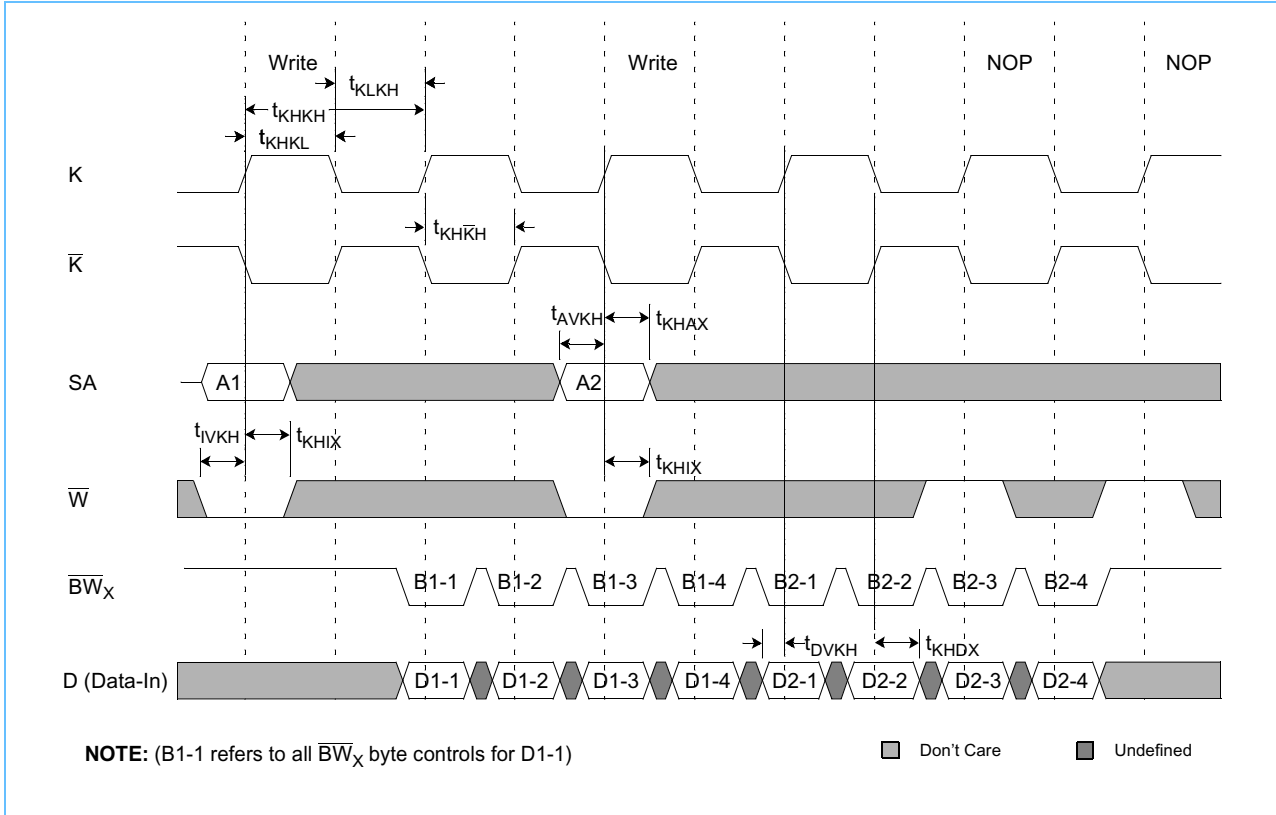 Write Write NOP NOP
tKLKH
tKHKH
tKHKL
K
tKHK̅H
K̅
tAVKH tKHAX
SA A1 A2
tIVKH tKHIX
tKHIX
W̅
B̅W̅X B1-1 B1-2 B1-3 B1-4 B2-1 B2-2 B2-3 B2-4
tDVKH tKHDX
D (Data-In) D1-1 D1-2 D1-3 D1-4 D2-1 D2-2 D2-3 D2-4
NOTE: (B1-1 refers to all B̅W̅X byte controls for D1-1) Don't Care Undefined